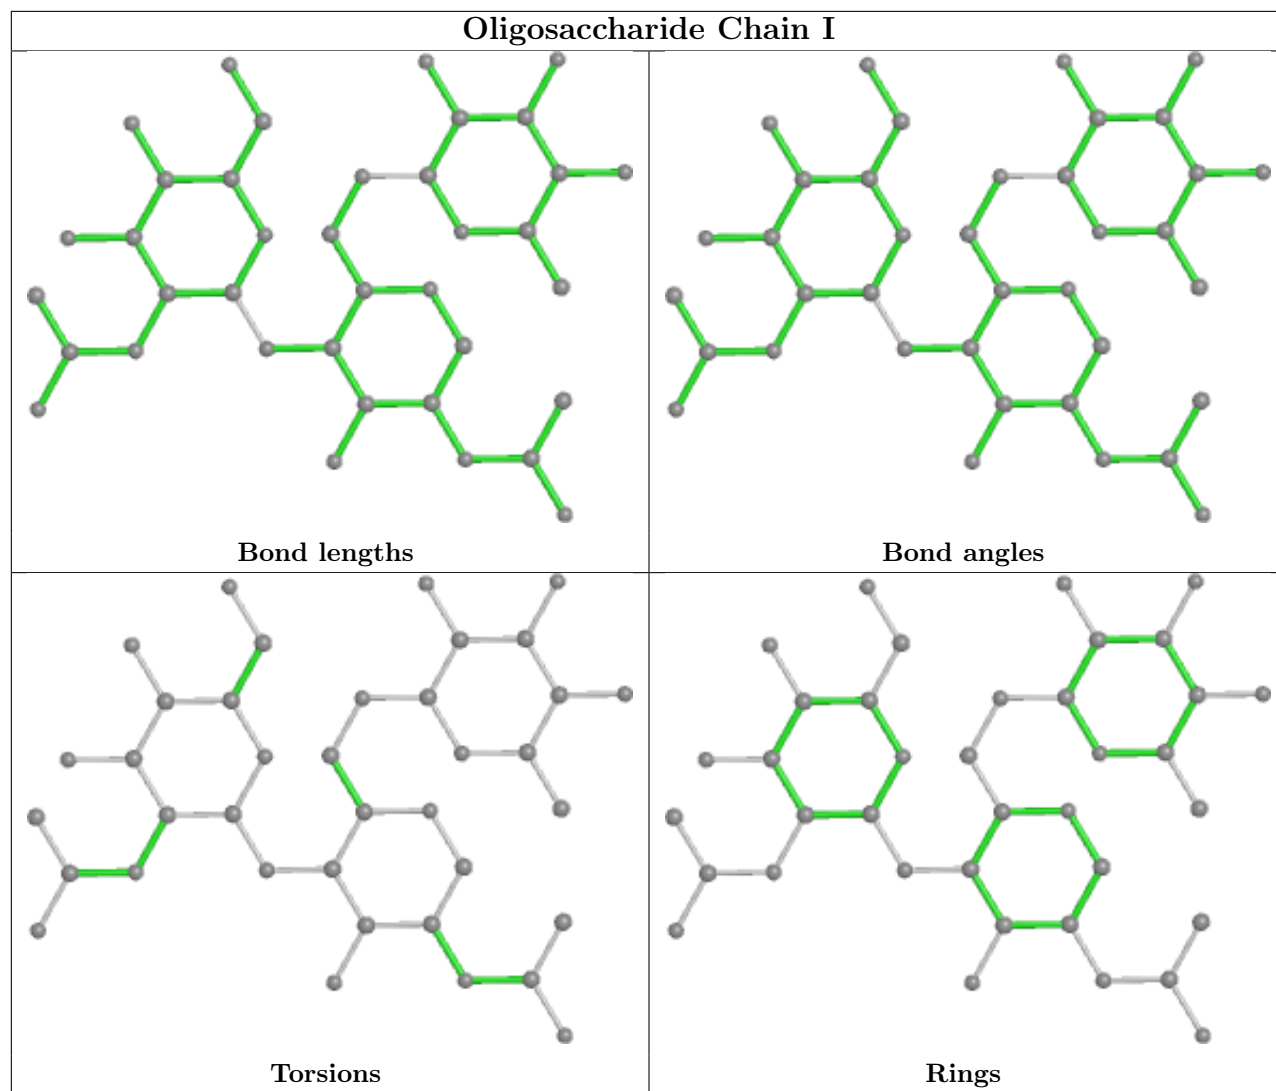 Oligosaccharide Chain I
Bond lengths
Bond angles
Torsions
Rings